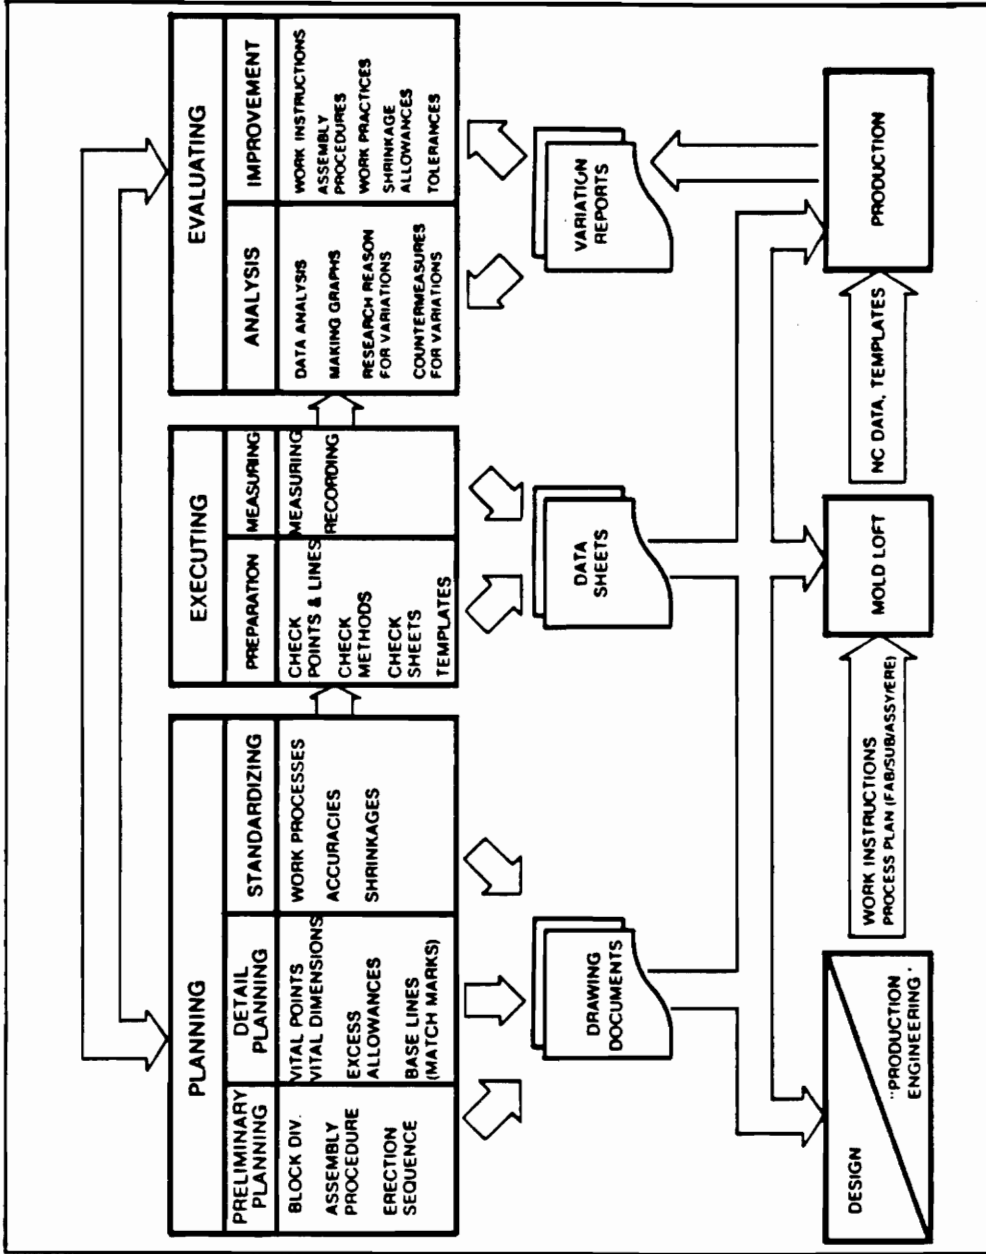 PLANNING
PRELIMINARY
PLANNING
DETAIL
PLANNING
STANDARDIZING
BLOCK DIV.
ASSEMBLY
PROCEDURE
ERECTION
SEQUENCE
VITAL POINTS
VITAL DIMENSIONS
EXCESS
ALLOWANCES
BASE LINES
(MATCH MARKS)
WORK PROCESSES
ACCURACIES
SHRINKAGES
EXECUTING
PREPARATION
MEASURING
CHECK
POINTS & LINES
CHECK
METHODS
CHECK
SHEETS
TEMPLATES
MEASURING
RECORDING
EVALUATING
ANALYSIS
IMPROVEMENT
DATA ANALYSIS
MAKING GRAPHS
RESEARCH REASON
FOR VARIATIONS
COUNTERMEASURES
FOR VARIATIONS
WORK INSTRUCTIONS
ASSEMBLY
PROCEDURES
WORK PRACTICES
SHRINKAGE
ALLOWANCES
TOLERANCES
DRAWING
DOCUMENTS
DATA
SHEETS
VARIATION
REPORTS
DESIGN
"PRODUCTION
ENGINEERING'
WORK INSTRUCTIONS
PROCESS PLAN (FAB/SUB/ASSY/ERE)
MOLD LOFT
NC DATA, TEMPLATES
PRODUCTION